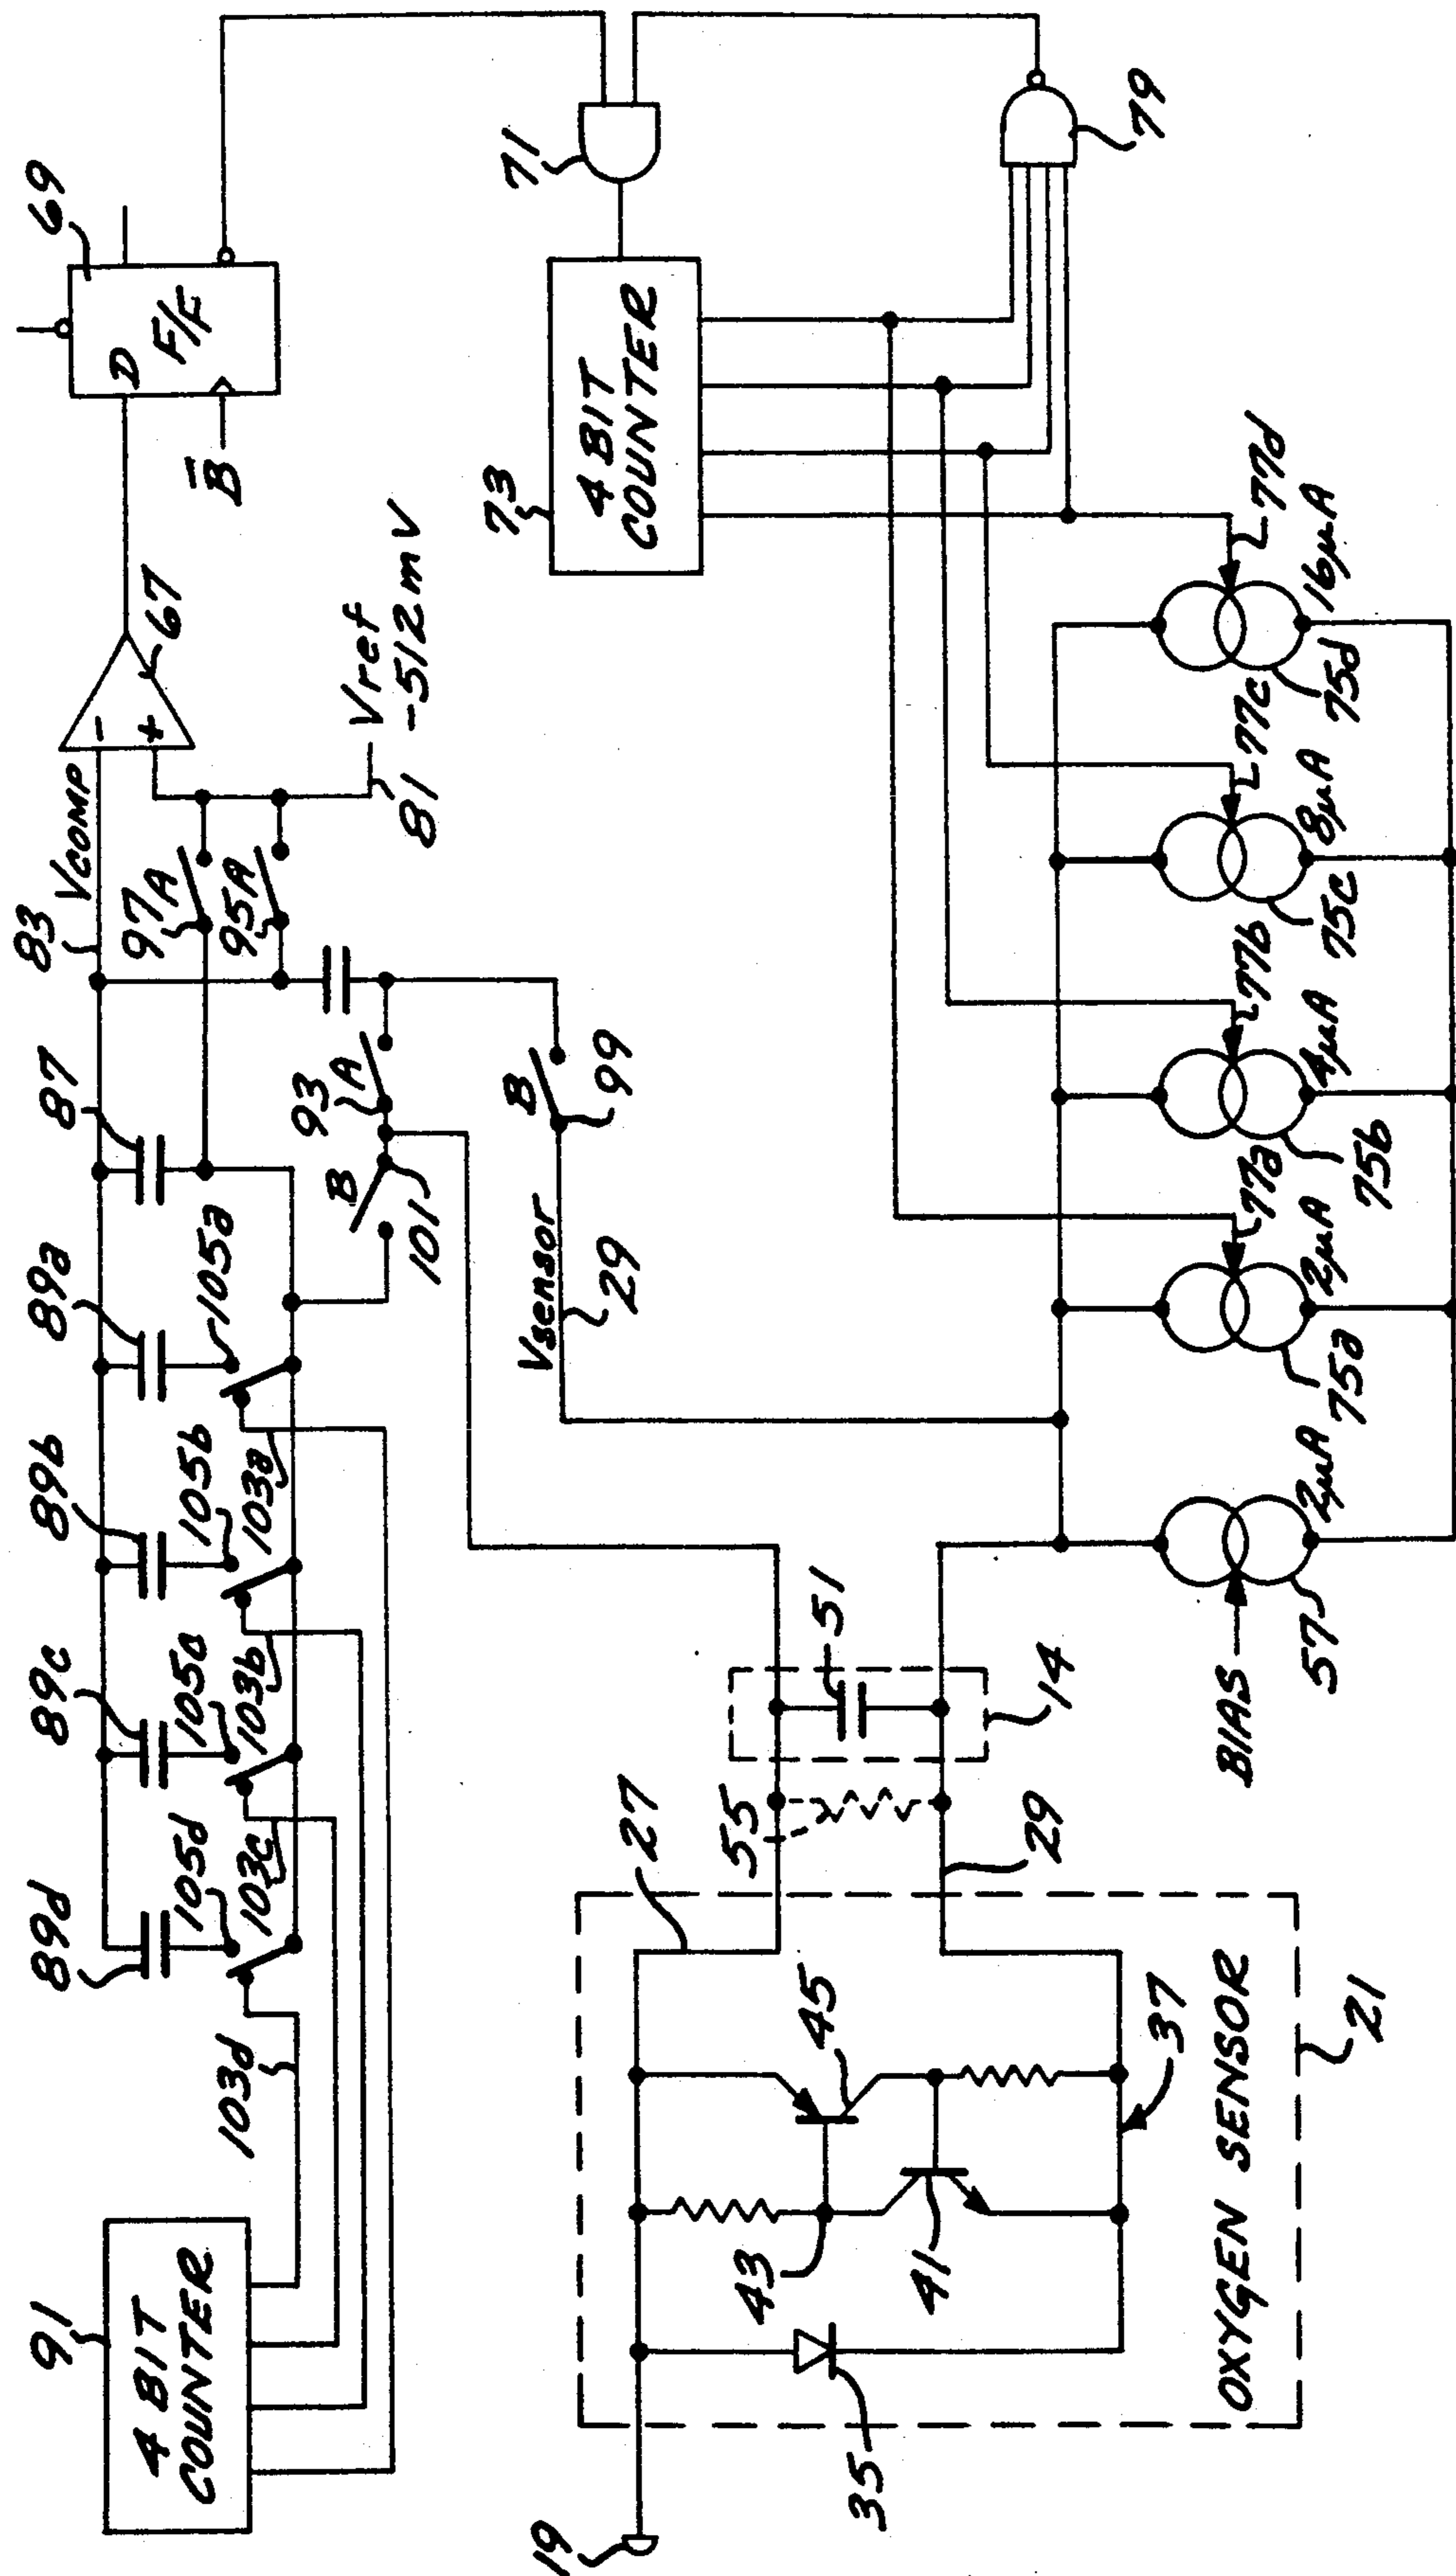 91
4 BIT
COUNTER
103d
89d
105d
103c
89c
105c
103b
89b
105b
103a
89a
105a
87
83
VCOMP
97
A
95
A
67
-
+
81
Vref
-512mV
69
D
F/F
B̅
93
A
B
101
B
99
Vsensor
29
71
73
4 BIT
COUNTER
79
19
35
43
41
45
37
OXYGEN SENSOR
21
27
55
51
14
29
BIAS
57
2μA
75a
2μA
77a
75b
4μA
77b
75c
8μA
77c
75d
16μA
77d